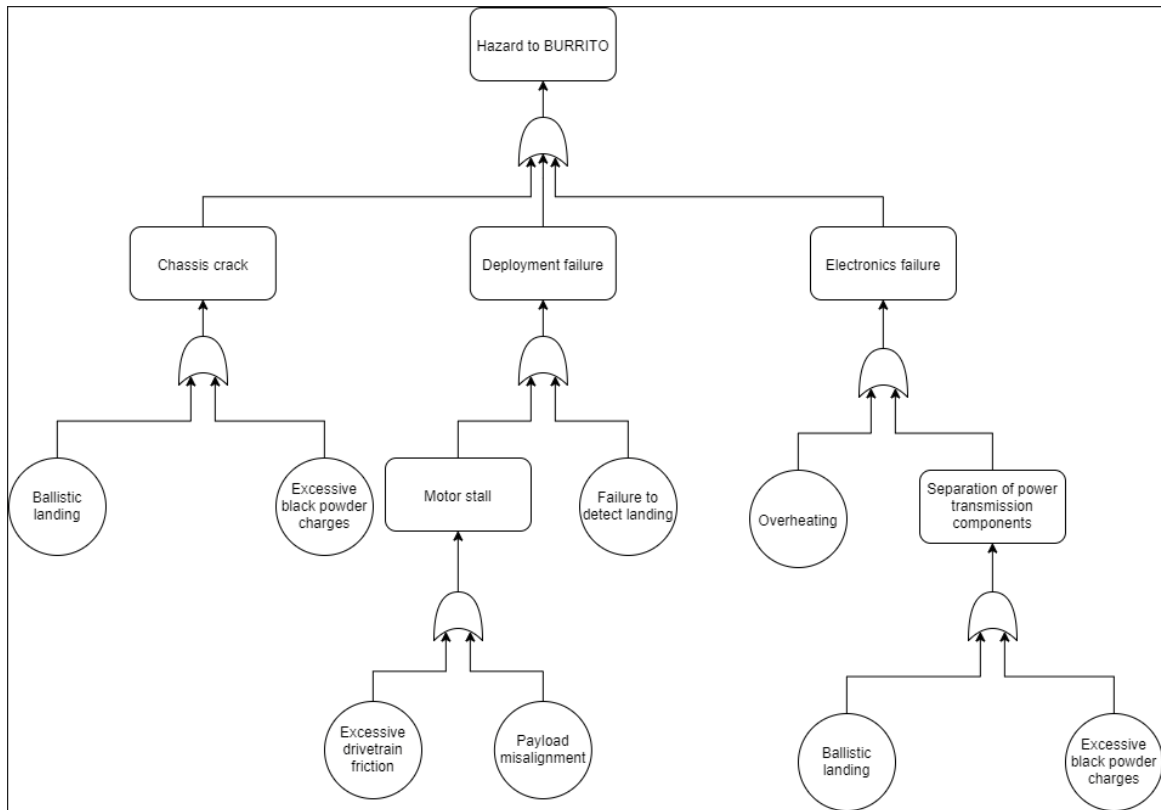 Hazard to BURRITO
Chassis crack
Deployment failure
Electronics failure
Ballistic
landing
Excessive
black powder
charges
Motor stall
Failure to
detect landing
Overheating
Separation of power
transmission
components
Excessive
drivetrain
friction
Payload
misalignment
Ballistic
landing
Excessive
black powder
charges